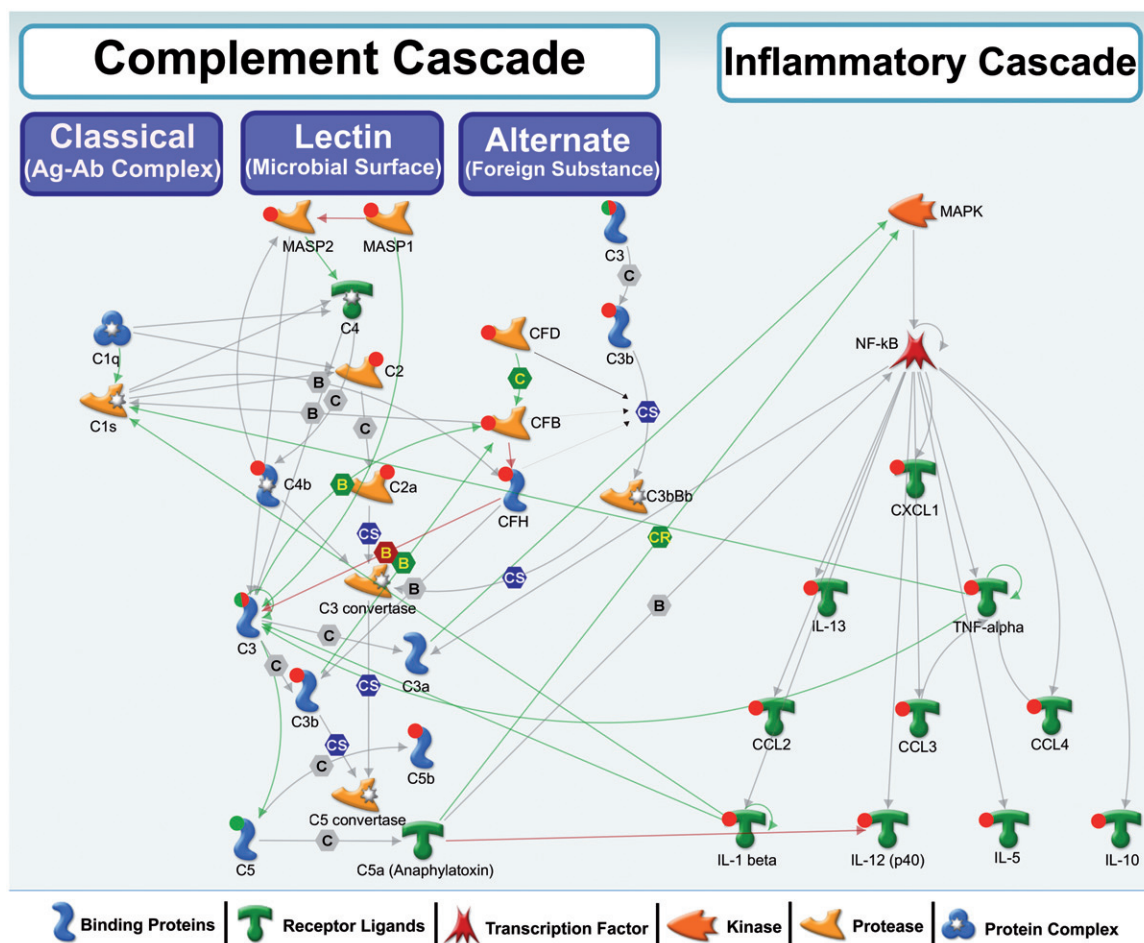 Complement Cascade
Inflammatory Cascade
Classical
(Ag-Ab Complex)
Lectin
(Microbial Surface)
Alternate
(Foreign Substance)
MASP2
MASP1
C3
MAPK
C
C4
C1q
CFD
C3b
NF-kB
C2
B
C
C
C1s
B
C
CFB
CS
C4b
B
C2a
CFH
C3bBb
CXCL1
CS
CR
B
B
C3 convertase
B
CS
B
IL-13
TNF-alpha
C3
C
C3a
C
CS
C3b
CCL2
CCL3
CCL4
CS
C
C5b
C5 convertase
C5
C
C5a (Anaphylatoxin)
IL-1 beta
IL-12 (p40)
IL-5
IL-10
Binding Proteins
Receptor Ligands
Transcription Factor
Kinase
Protease
Protein Complex